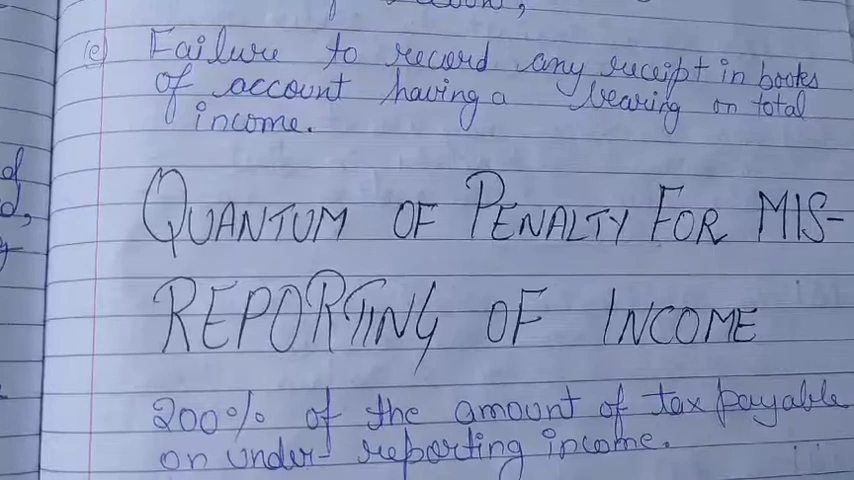 (e) Failure to record any receipt in books
of account having a bearing on total
income.
QUANTUM OF PENALTY FOR MIS-
REPORTING OF INCOME
200% of the amount of tax payable
on under-reporting income.